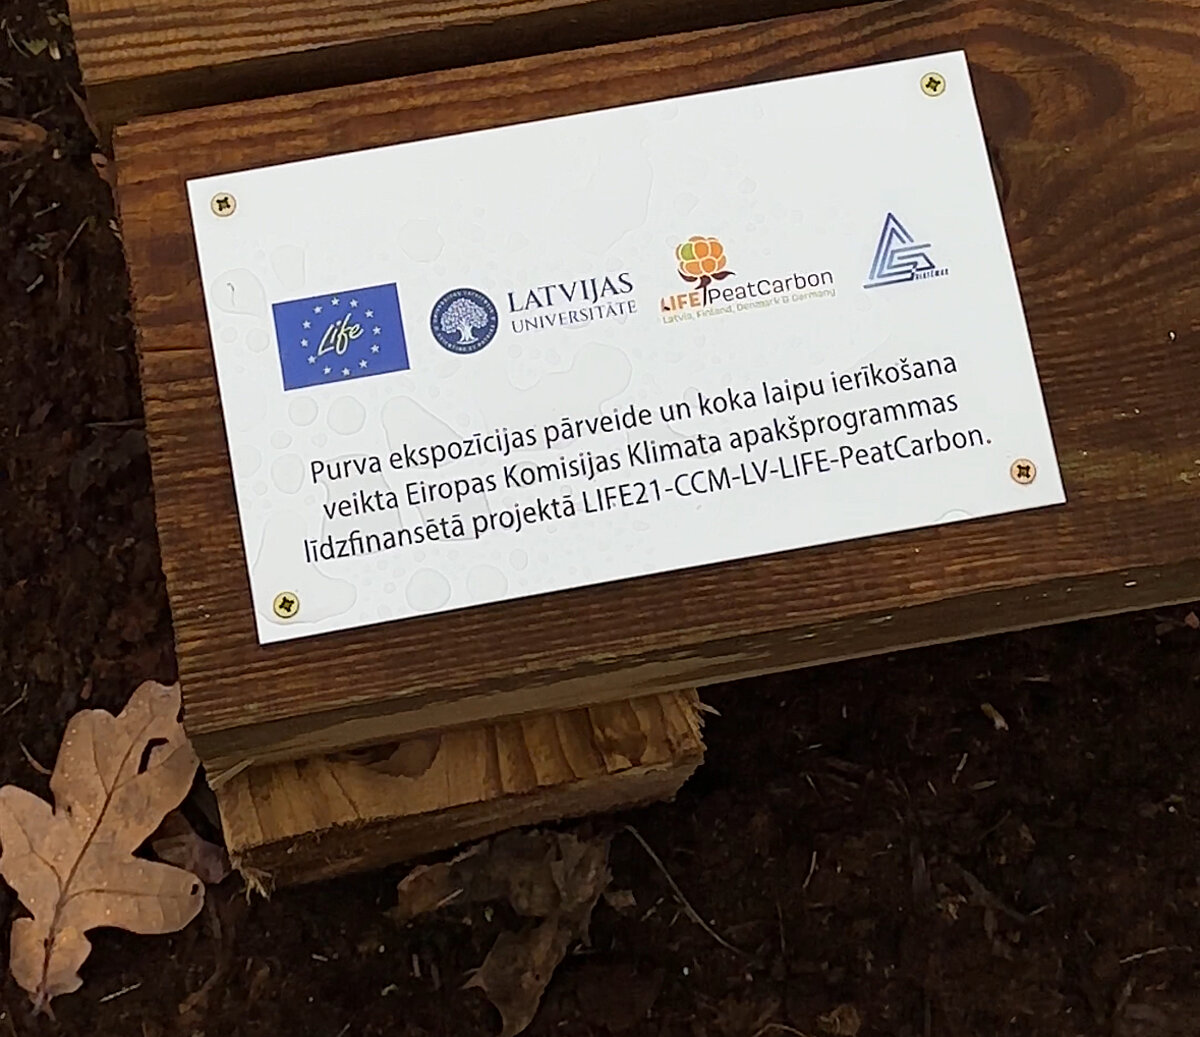 Life
LATVIJAS
UNIVERSITĀTE
LIFE PeatCarbon
Latvia, Finland, Denmark & Germany
Purva ekspozīcijas pārveide un koka laipu ierīkošana
veikta Eiropas Komisijas Klimata apakšprogrammas
līdzfinansētā projektā LIFE21-CCM-LV-LIFE-PeatCarbon.